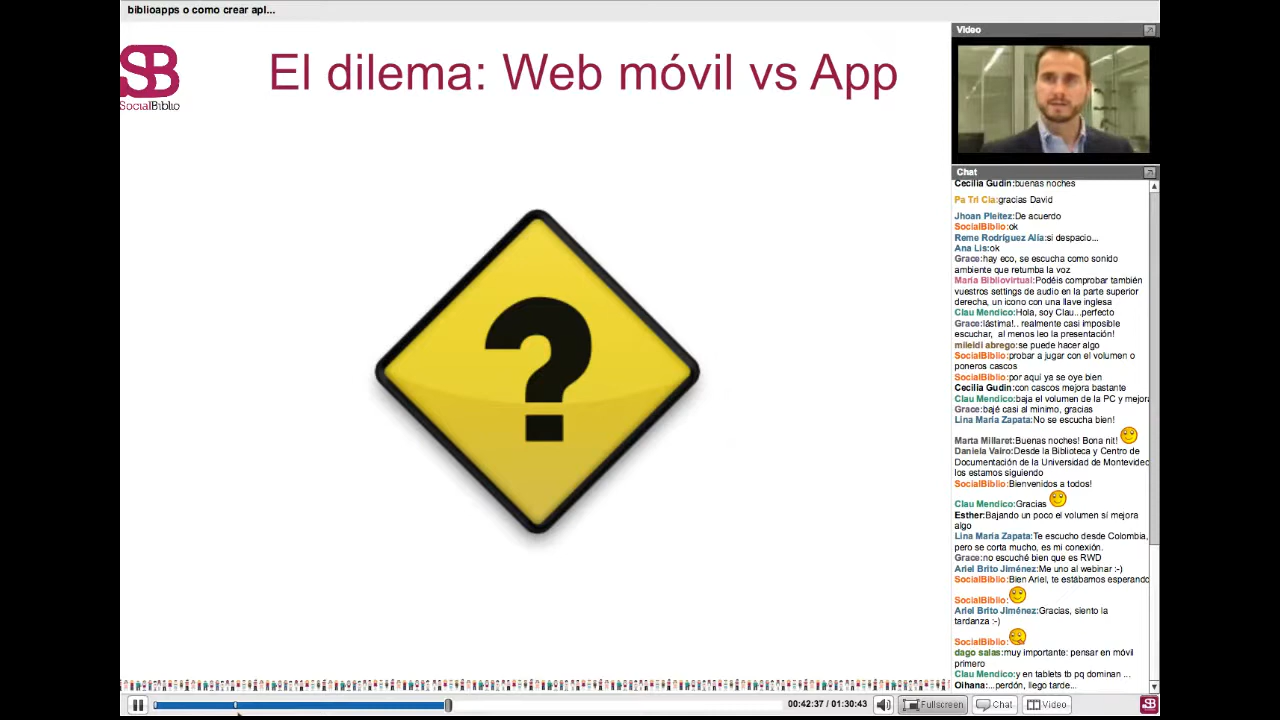 biblioapps o como crear apl...
SB
SocialBiblio
El dilema: Web móvil vs App
?
Video
Chat
Cecilia Gudin:buenas noches
Pa Tri Cia:gracias David
Jhoan Pleitez:De acuerdo
SocialBiblio:ok
Reme Rodríguez Alía:si despacio...
Ana Lis:ok
Grace:hay eco, se escucha como sonido
ambiente que retumba la voz
María Bibliovirtual:Podéis comprobar también
vuestros settings de audio en la parte superior
derecha, un icono con una llave inglesa
Clau Mendico:Hola, soy Clau...perfecto
Grace:lástima!.. realmente casi imposible
escuchar, al menos leo la presentación!
mileidi abrego:se puede hacer algo
SocialBiblio:probar a jugar con el volumen o
poneros cascos
SocialBiblio:por aquí ya se oye bien
Cecilia Gudin:con cascos mejora bastante
Clau Mendico:baja el volumen de la PC y mejora
Grace:bajé casi al minimo, gracias
Lina María Zapata:No se escucha bien!
Marta Millaret:Buenas noches! Bona nit!
Daniela Vairo:Desde la Biblioteca y Centro de
Documentación de la Universidad de Montevideo
los estamos siguiendo
SocialBiblio:Bienvenidos a todos!
Clau Mendico:Gracias
Esther:Bajando un poco el volumen sí mejora
algo
Lina María Zapata:Te escucho desde Colombia,
pero se corta mucho, es mi conexión.
Grace:no escuché bien que es RWD
Ariel Brito Jiménez:Me uno al webinar :-)
SocialBiblio:Bien Ariel, te estábamos esperando
SocialBiblio:
Ariel Brito Jiménez:Gracias, siento la
tardanza :-)
SocialBiblio:
dago salas:muy importante: pensar en móvil
primero
Clau Mendico:y en tablets tb pq dominan ...
Oihana:...perdón, llego tarde...
00:42:37 / 01:30:43
Fullscreen
Chat
Video
SB